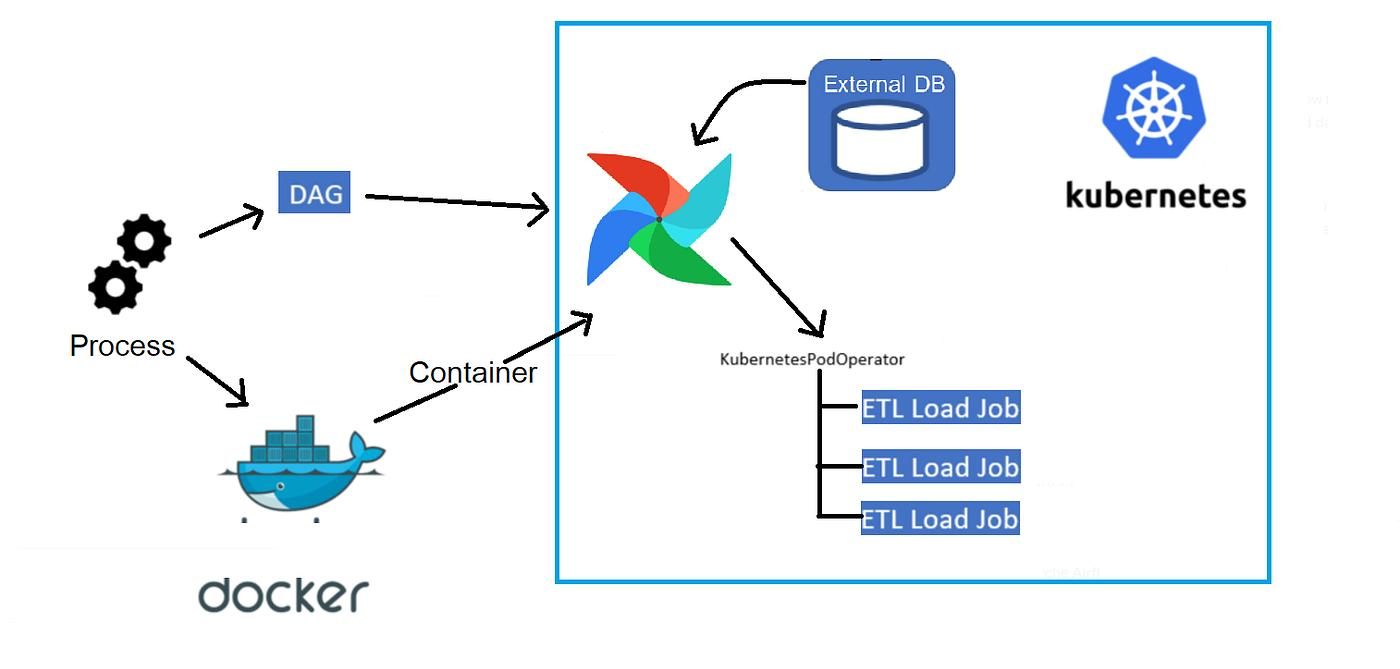 External DB
kubernetes
DAG
Process
Container
KubernetesPodOperator
ETL Load Job
ETL Load Job
ETL Load Job
docker